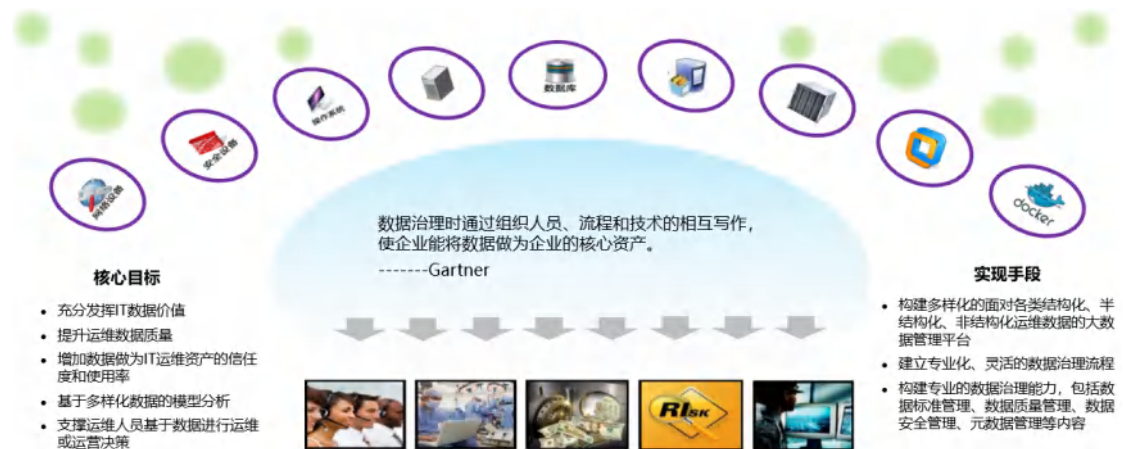 网络设备
安全设备
操作系统
数据库
docker
数据治理时通过组织人员、流程和技术的相互写作，
使企业能将数据做为企业的核心资产。
-------Gartner
核心目标
• 充分发挥IT数据价值
• 提升运维数据质量
• 增加数据做为IT运维资产的信任
度和使用率
• 基于多样化数据的模型分析
• 支撑运维人员基于数据进行运维
或运营决策
实现手段
• 构建多样化的面对各类结构化、半
结构化、非结构化运维数据的大数
据管理平台
• 建立专业化、灵活的数据治理流程
• 构建专业的数据治理能力，包括数
据标准管理、数据质量管理、数据
安全管理、元数据管理等内容
RISK